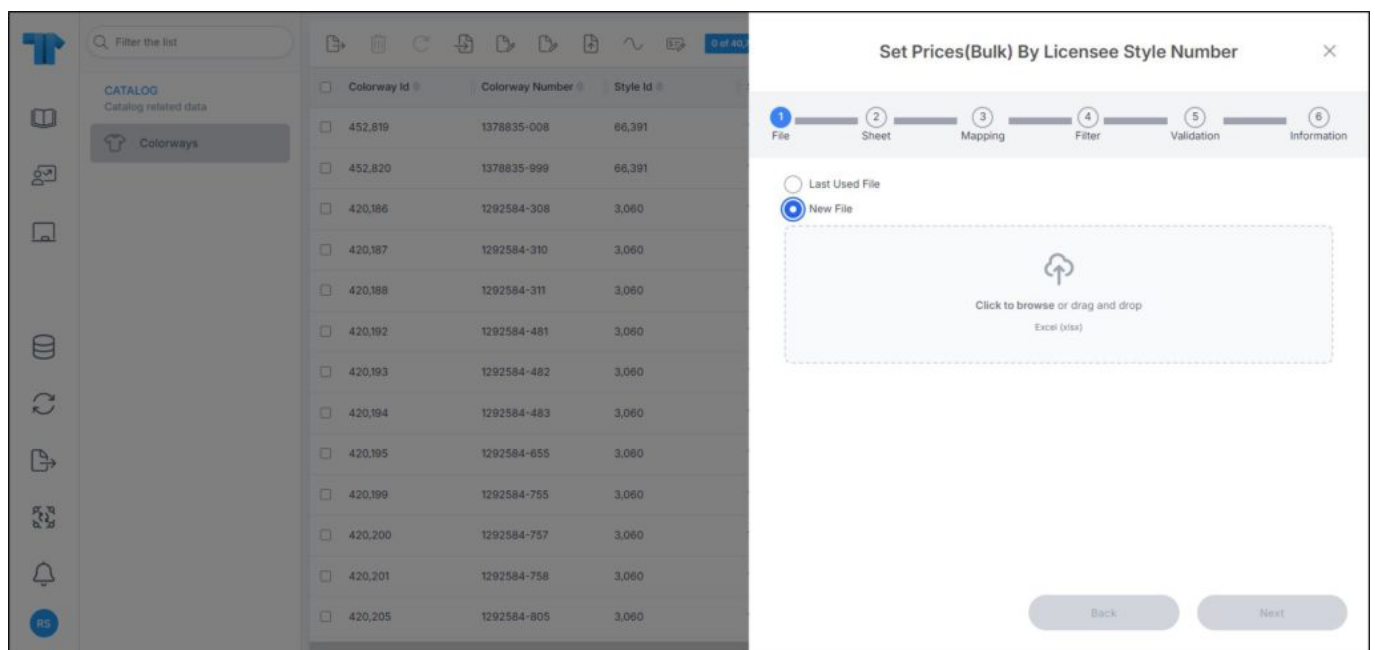 Filter the list
CATALOG
Catalog related data
Colorways
RS
0 of 40,7
Colorway Id Colorway Number Style Id
452,819 1378835-008 66,391
452,820 1378835-999 66,391
420,186 1292584-308 3,060
420,187 1292584-310 3,060
420,188 1292584-311 3,060
420,192 1292584-481 3,060
420,193 1292584-482 3,060
420,194 1292584-483 3,060
420,195 1292584-655 3,060
420,199 1292584-755 3,060
420,200 1292584-757 3,060
420,201 1292584-758 3,060
420,205 1292584-805 3,060
Set Prices(Bulk) By Licensee Style Number
1 2 3 4 5 6
File Sheet Mapping Filter Validation Information
Last Used File
New File
Click to browse or drag and drop
Excel (xlsx)
Back Next